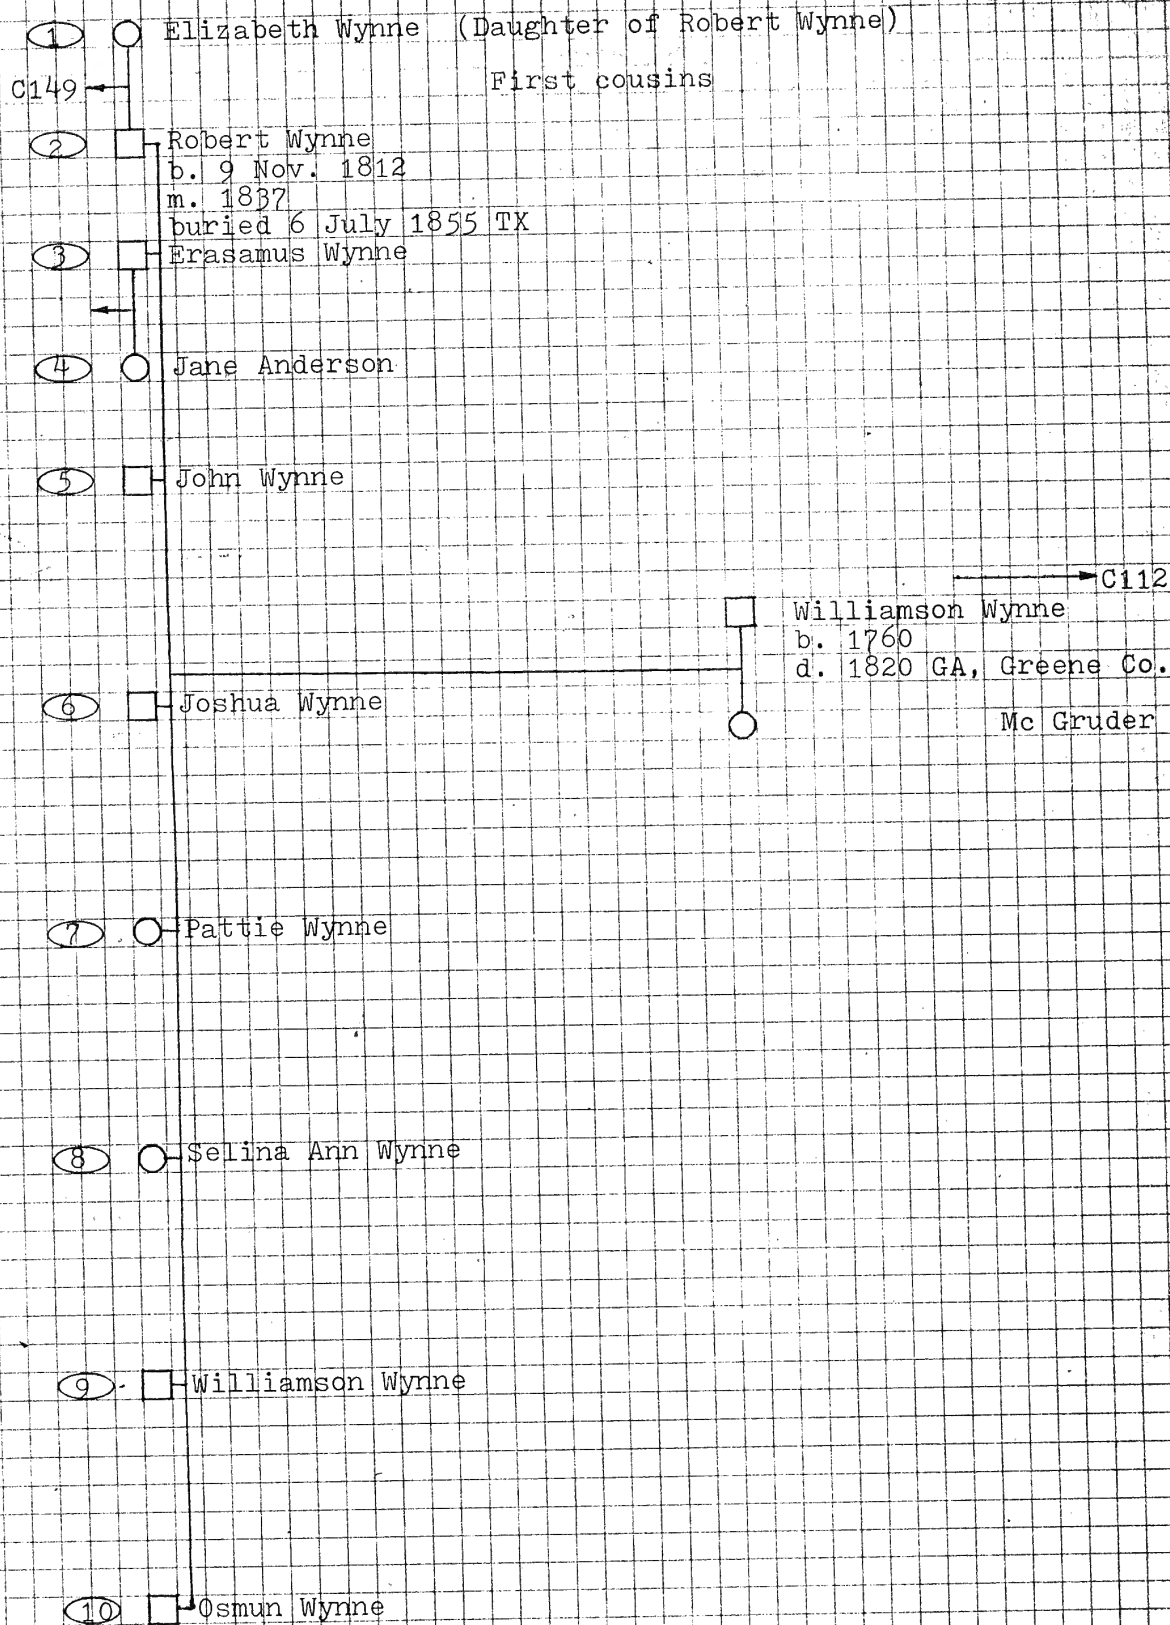 1 Elizabeth Wynne (Daughter of Robert Wynne)
C149 First cousins
2 Robert Wynne
b. 9 Nov. 1812
m. 1837
buried 6 July 1855 TX
3 Erasamus Wynne
4 Jane Anderson
5 John Wynne
C112
Williamson Wynne
b. 1760
d. 1820 GA, Greene Co.
6 Joshua Wynne
Mc Gruder
7 Pattie Wynne
8 Selina Ann Wynne
9 Williamson Wynne
10 Osmun Wynne